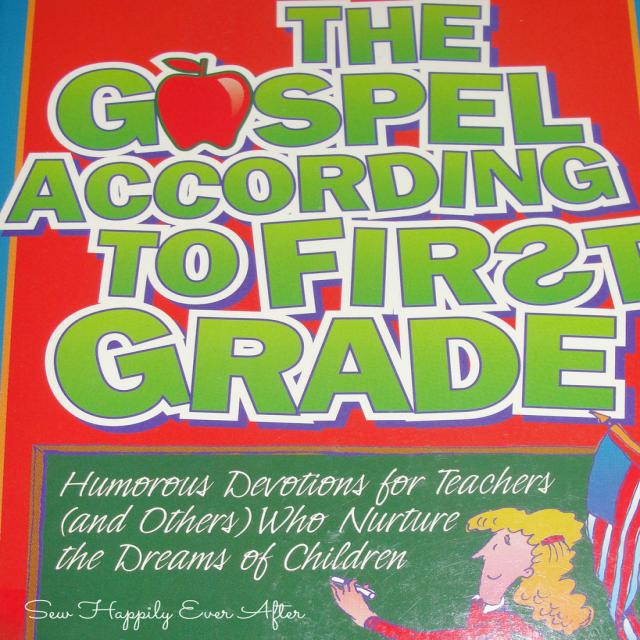 THE
GOSPEL
ACCORDING
TO FIRST
GRADE
Humorous Devotions for Teachers
(and Others) Who Nurture
the Dreams of Children
Sew Happily Ever After